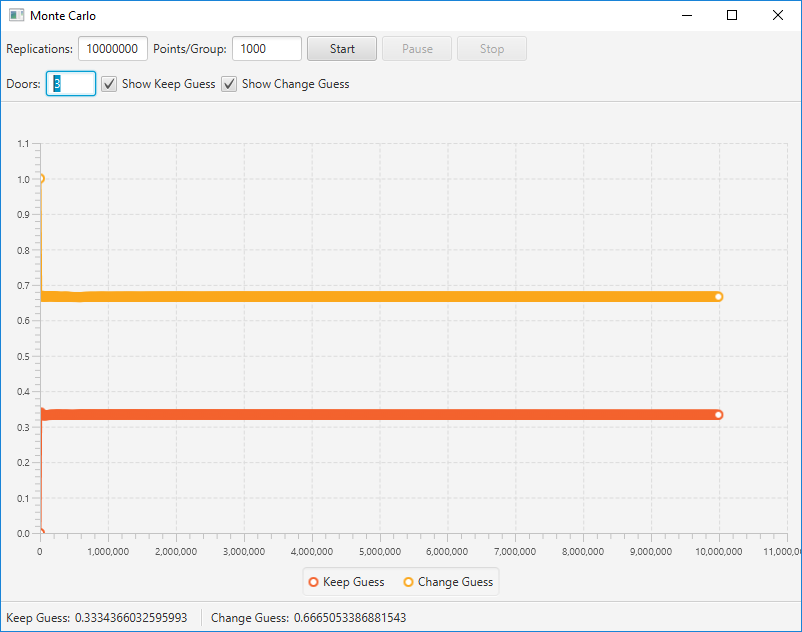 Monte Carlo
Replications: 10000000 Points/Group: 1000 Start Pause Stop
Doors: 3 Show Keep Guess Show Change Guess
1.1
1.0
0.9
0.8
0.7
0.6
0.5
0.4
0.3
0.2
0.1
0.0
0 1,000,000 2,000,000 3,000,000 4,000,000 5,000,000 6,000,000 7,000,000 8,000,000 9,000,000 10,000,000 11,000,0
Keep Guess Change Guess
Keep Guess: 0.3334366032595993 Change Guess: 0.6665053886881543